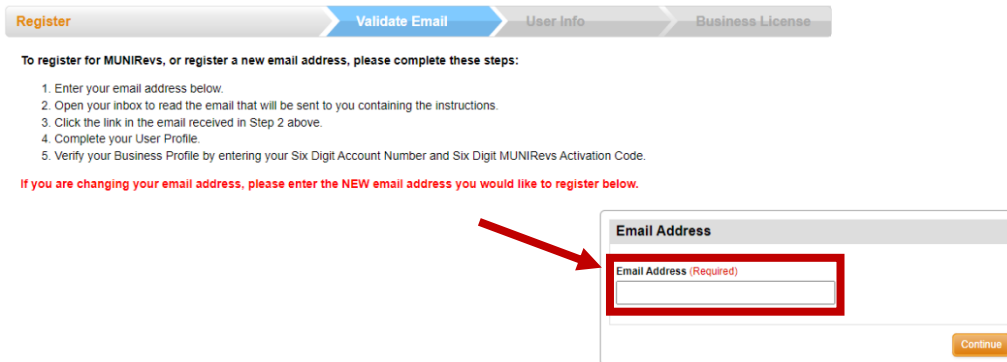 Register
Validate Email
User Info
Business License
To register for MUNIRevs, or register a new email address, please complete these steps:
1. Enter your email address below.
2. Open your inbox to read the email that will be sent to you containing the instructions.
3. Click the link in the email received in Step 2 above.
4. Complete your User Profile.
5. Verify your Business Profile by entering your Six Digit Account Number and Six Digit MUNIRevs Activation Code.
If you are changing your email address, please enter the NEW email address you would like to register below.
Email Address
Email Address (Required)
Continue